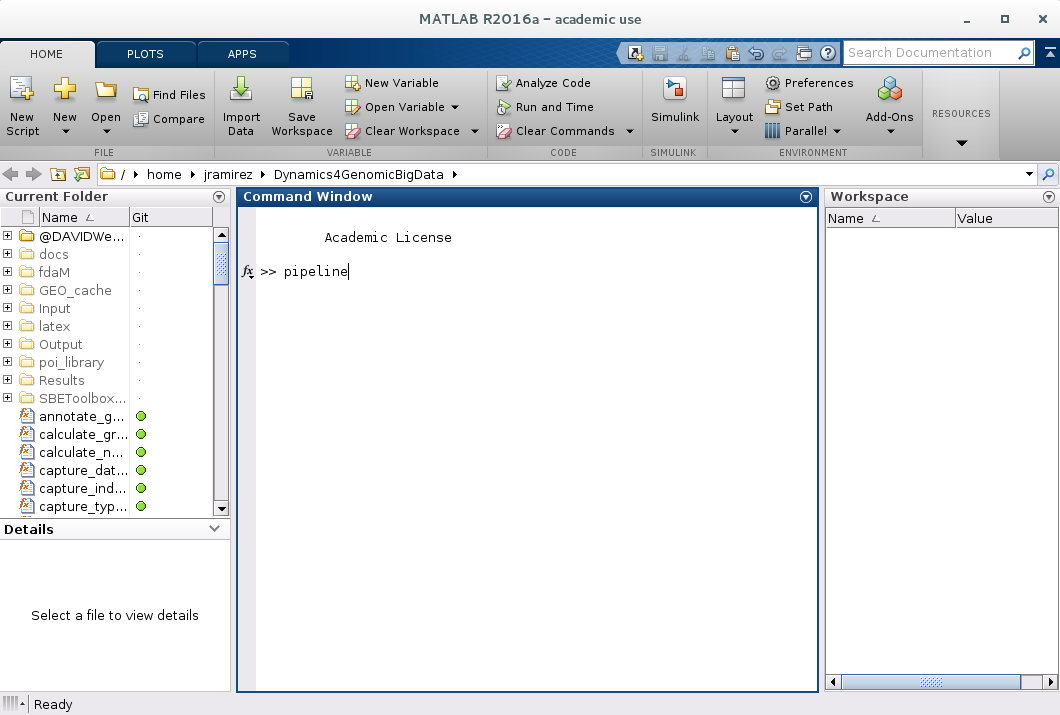 MATLAB R2016a – academic use
HOME PLOTS APPS Search Documentation
New Script
New
Open
Find Files
Compare
Import Data
Save Workspace
New Variable
Open Variable
Clear Workspace
Analyze Code
Run and Time
Clear Commands
Simulink
Layout
Preferences
Set Path
Parallel
Add-Ons
RESOURCES
FILE VARIABLE CODE SIMULINK ENVIRONMENT
/ home jramirez Dynamics4GenomicBigData
Current Folder
Name Git
@DAVIDWe...
docs
fdaM
GEO_cache
Input
latex
Output
poi_library
Results
SBEToolbox...
annotate_g...
calculate_gr...
calculate_n...
capture_dat...
capture_ind...
capture_typ...
Details
Select a file to view details
Command Window
Academic License
fx >> pipeline
Workspace
Name Value
Ready